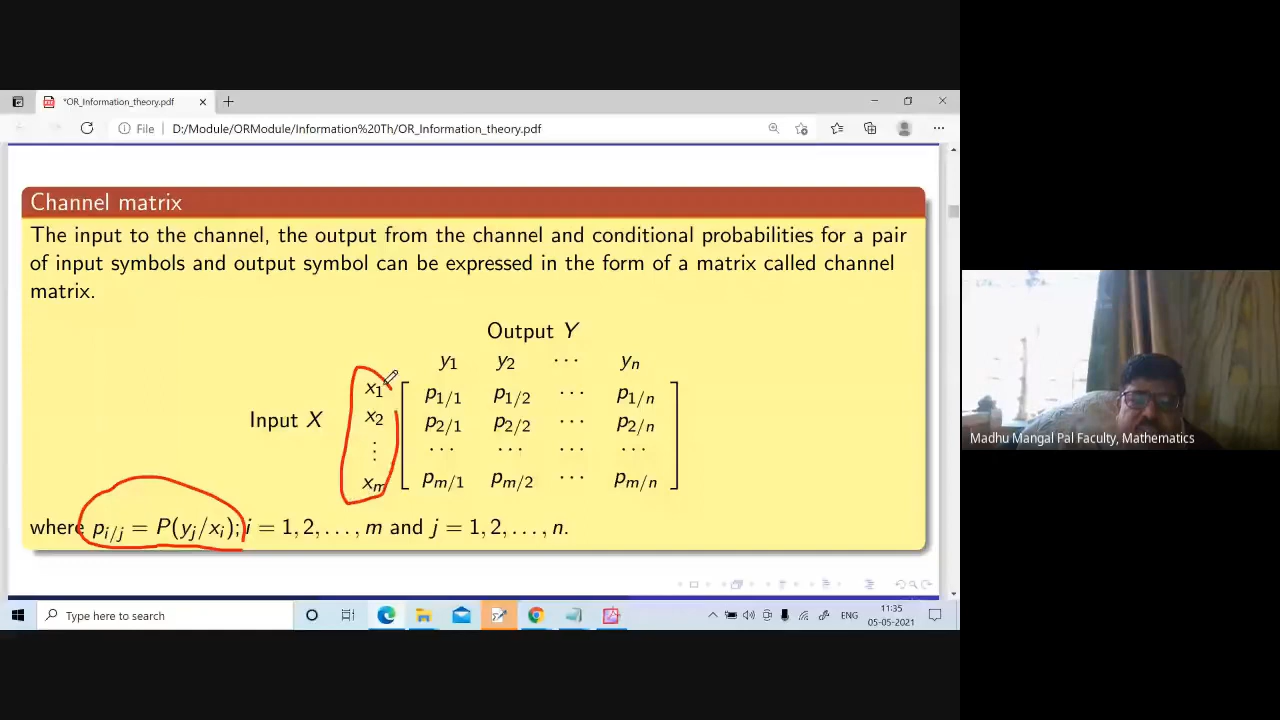 *OR_Information_theory.pdf
File D:/Module/ORModule/Information%20Th/OR_Information_theory.pdf
Channel matrix
The input to the channel, the output from the channel and conditional probabilities for a pair
of input symbols and output symbol can be expressed in the form of a matrix called channel
matrix.
Output Y
y1 y2 ··· yn
x1 p1/1 p1/2 ··· p1/n
Input X x2 p2/1 p2/2 ··· p2/n
⋮ ··· ··· ··· ···
xm pm/1 pm/2 ··· pm/n
where pi/j = P(yj/xi); i = 1, 2, . . . , m and j = 1, 2, . . . , n.
Madhu Mangal Pal Faculty, Mathematics
Type here to search
ENG
11:35
05-05-2021